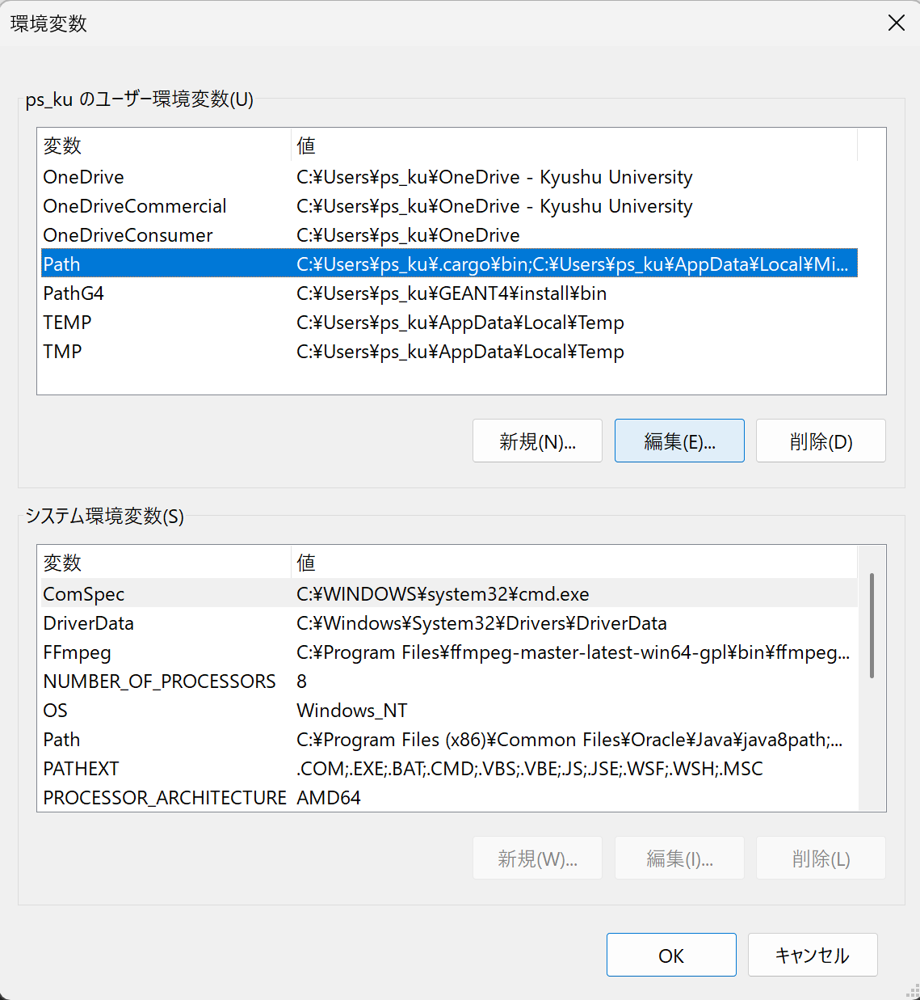 環境変数
ps_ku のユーザー環境変数(U)
変数 値
OneDrive C:¥Users¥ps_ku¥OneDrive - Kyushu University
OneDriveCommercial C:¥Users¥ps_ku¥OneDrive - Kyushu University
OneDriveConsumer C:¥Users¥ps_ku¥OneDrive
Path C:¥Users¥ps_ku¥.cargo¥bin;C:¥Users¥ps_ku¥AppData¥Local¥Mi...
PathG4 C:¥Users¥ps_ku¥GEANT4¥install¥bin
TEMP C:¥Users¥ps_ku¥AppData¥Local¥Temp
TMP C:¥Users¥ps_ku¥AppData¥Local¥Temp
新規(N)... 編集(E)... 削除(D)
システム環境変数(S)
変数 値
ComSpec C:¥WINDOWS¥system32¥cmd.exe
DriverData C:¥Windows¥System32¥Drivers¥DriverData
FFmpeg C:¥Program Files¥ffmpeg-master-latest-win64-gpl¥bin¥ffmpeg...
NUMBER_OF_PROCESSORS 8
OS Windows_NT
Path C:¥Program Files (x86)¥Common Files¥Oracle¥Java¥java8path;...
PATHEXT .COM;.EXE;.BAT;.CMD;.VBS;.VBE;.JS;.JSE;.WSF;.WSH;.MSC
PROCESSOR_ARCHITECTURE AMD64
新規(W)... 編集(I)... 削除(L)
OK キャンセル